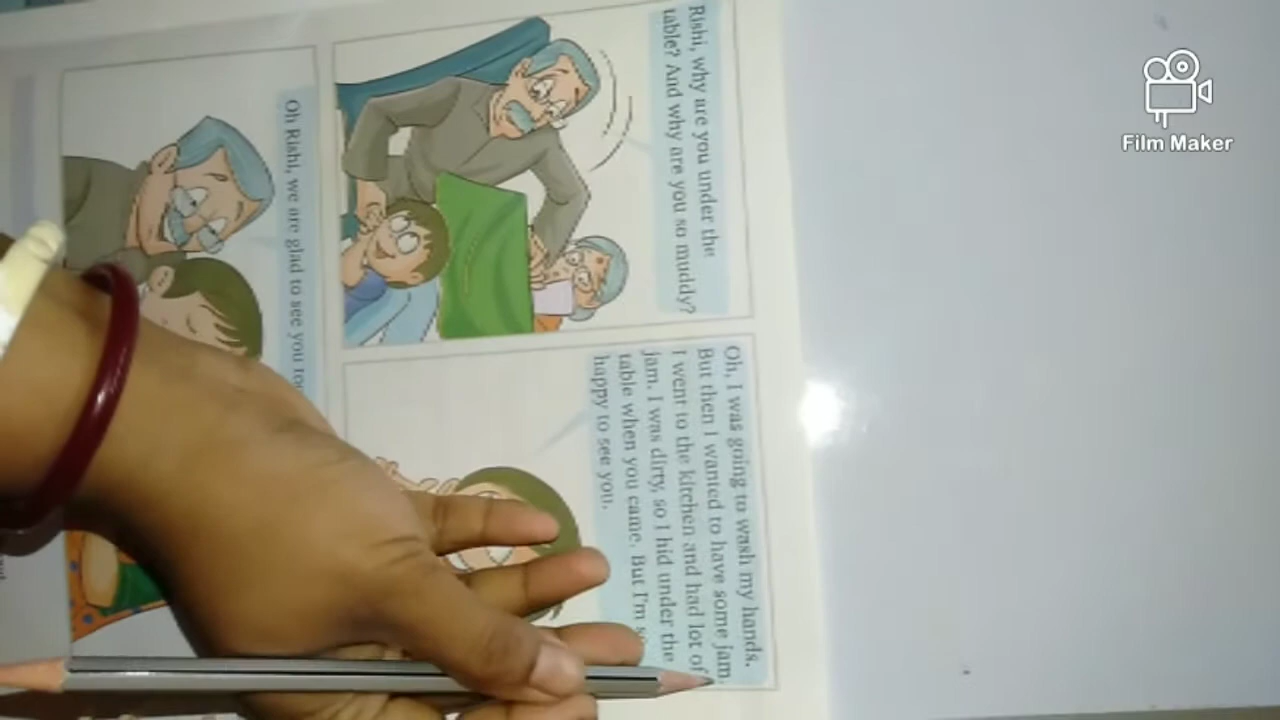 Rishi, why are you under the
table? And why are you so muddy?
Oh, I was going to wash my hands.
But then I wanted to have some jam.
I went to the kitchen and had lot of
jam. I was dirty, so I hid under the
table when you came. But I'm
happy to see you.
Oh Rishi, we are glad to see you
Film Maker